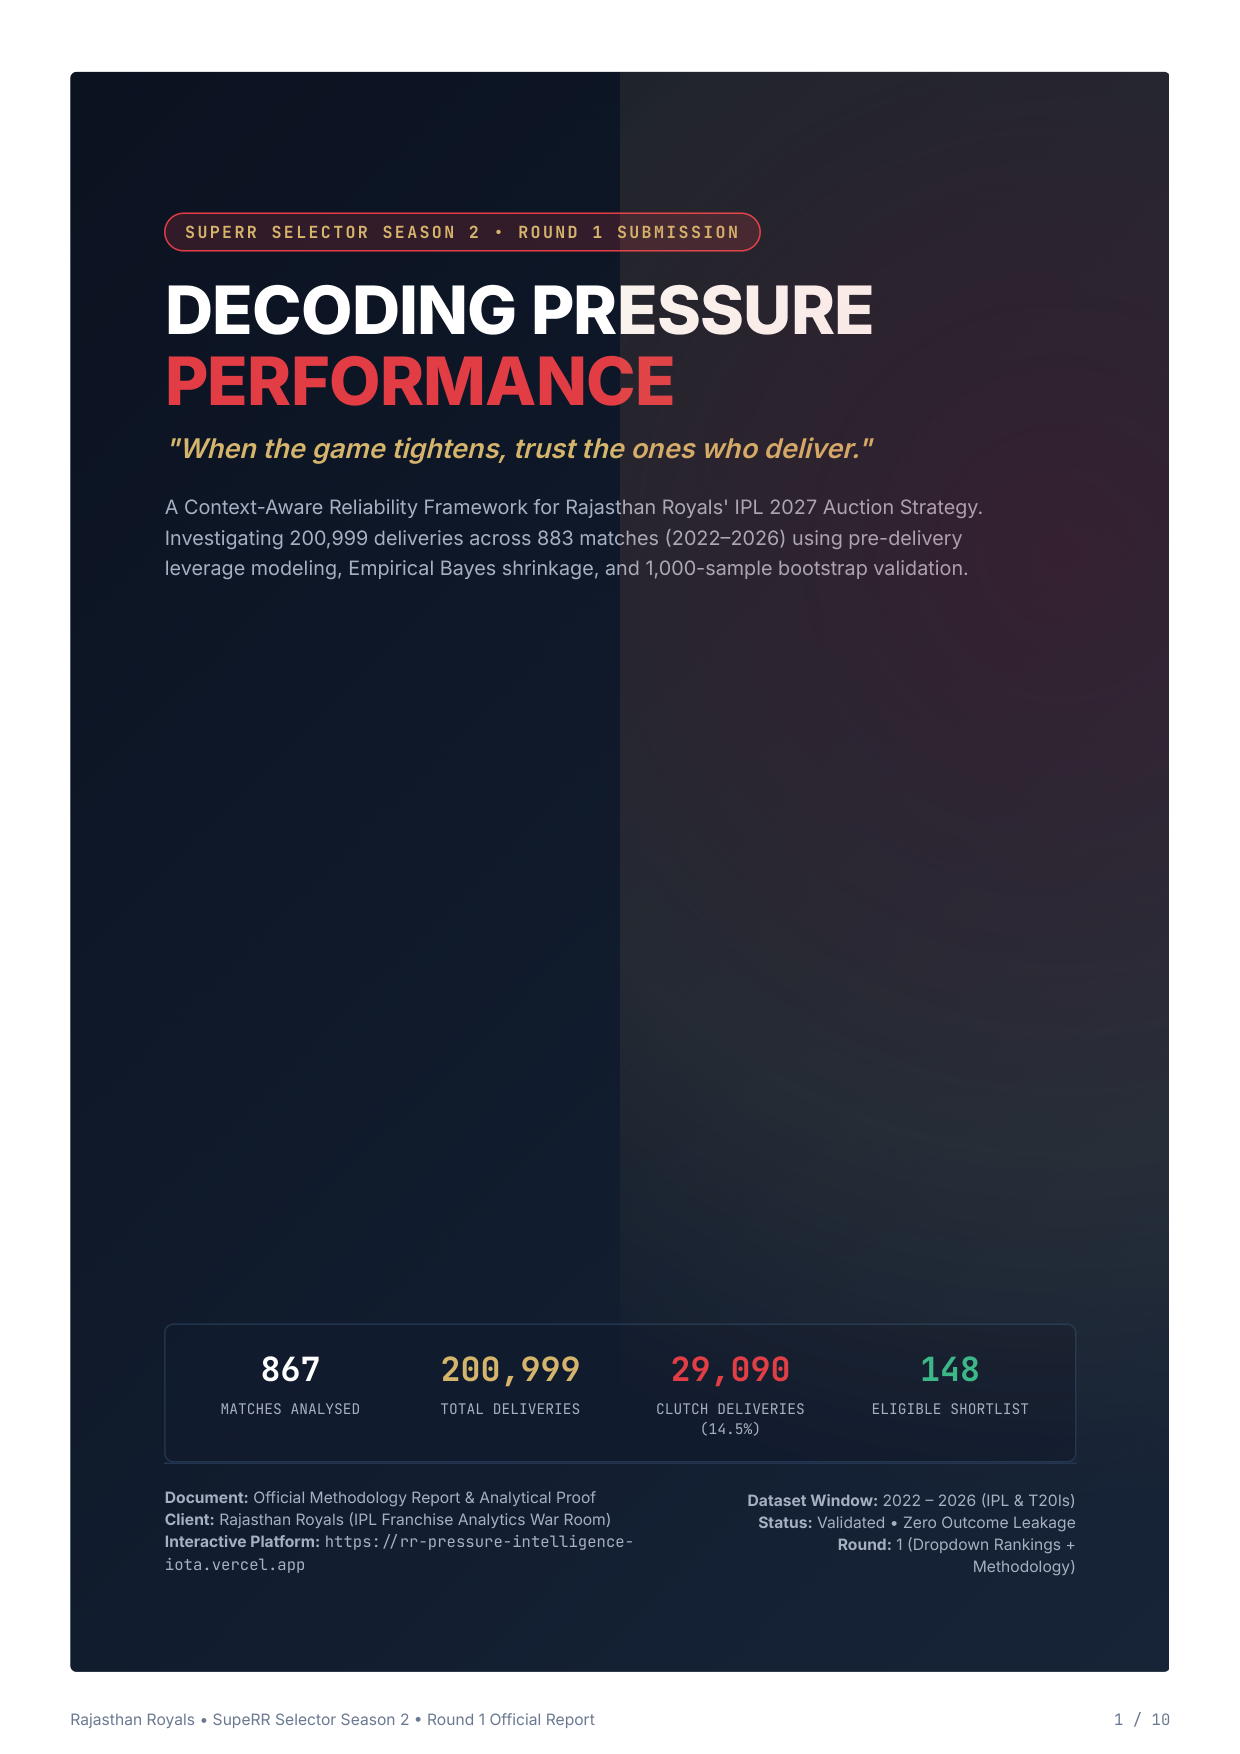 SUPERR SELECTOR SEASON 2 • ROUND 1 SUBMISSION
DECODING PRESSURE
PERFORMANCE
"When the game tightens, trust the ones who deliver."
A Context-Aware Reliability Framework for Rajasthan Royals' IPL 2027 Auction Strategy.
Investigating 200,999 deliveries across 883 matches (2022–2026) using pre-delivery
leverage modeling, Empirical Bayes shrinkage, and 1,000-sample bootstrap validation.
867
MATCHES ANALYSED
200,999
TOTAL DELIVERIES
29,090
CLUTCH DELIVERIES
(14.5%)
148
ELIGIBLE SHORTLIST
Document: Official Methodology Report & Analytical Proof
Client: Rajasthan Royals (IPL Franchise Analytics War Room)
Interactive Platform: https://rr-pressure-intelligence-
iota.vercel.app
Dataset Window: 2022 – 2026 (IPL & T20Is)
Status: Validated • Zero Outcome Leakage
Round: 1 (Dropdown Rankings +
Methodology)
Rajasthan Royals • SupeRR Selector Season 2 • Round 1 Official Report
1 / 10